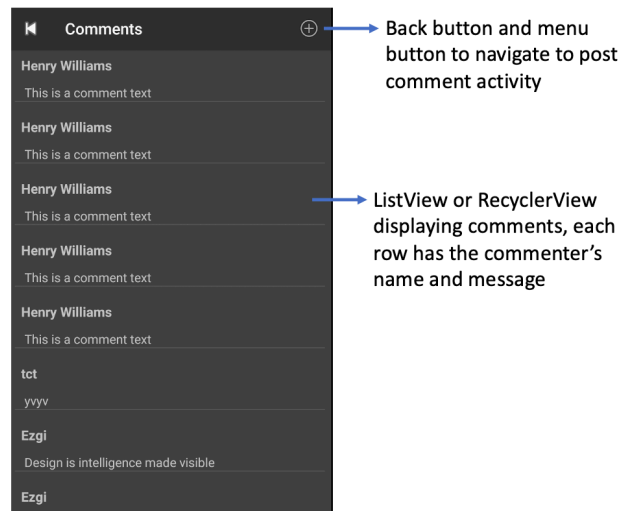 Comments
Henry Williams
This is a comment text
Henry Williams
This is a comment text
Henry Williams
This is a comment text
Henry Williams
This is a comment text
Henry Williams
This is a comment text
tct
yvyv
Ezgi
Design is intelligence made visible
Ezgi
Back button and menu
button to navigate to post
comment activity
ListView or RecyclerView
displaying comments, each
row has the commenter’s
name and message